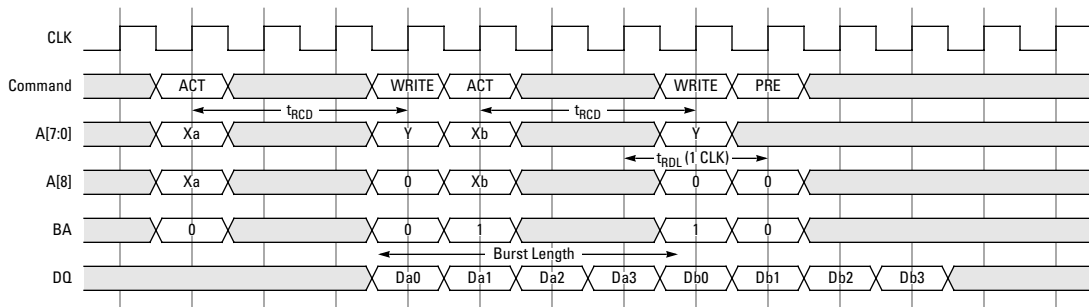 CLK
Command ACT WRITE ACT WRITE PRE
tRCD tRCD
A[7:0] Xa Y Xb Y
tRDL (1 CLK)
A[8] Xa 0 Xb 0 0
BA 0 0 1 1 0
Burst Length
DQ Da0 Da1 Da2 Da3 Db0 Db1 Db2 Db3